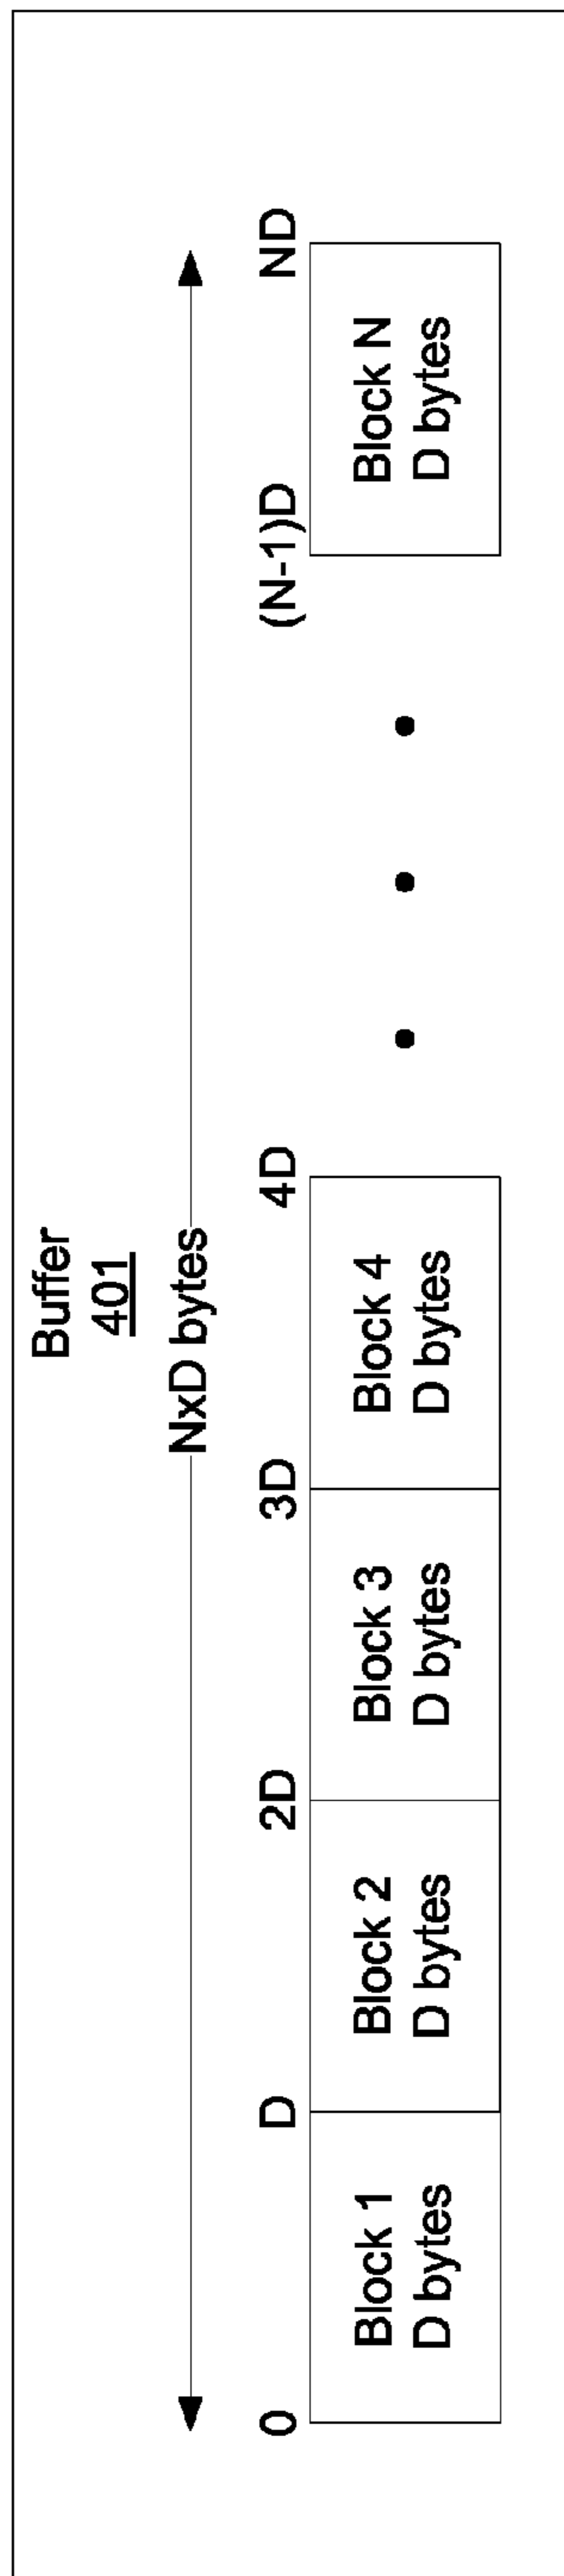 Buffer
401
NxD bytes
0 D 2D 3D 4D (N-1)D ND
Block 1
D bytes
Block 2
D bytes
Block 3
D bytes
Block 4
D bytes
Block N
D bytes